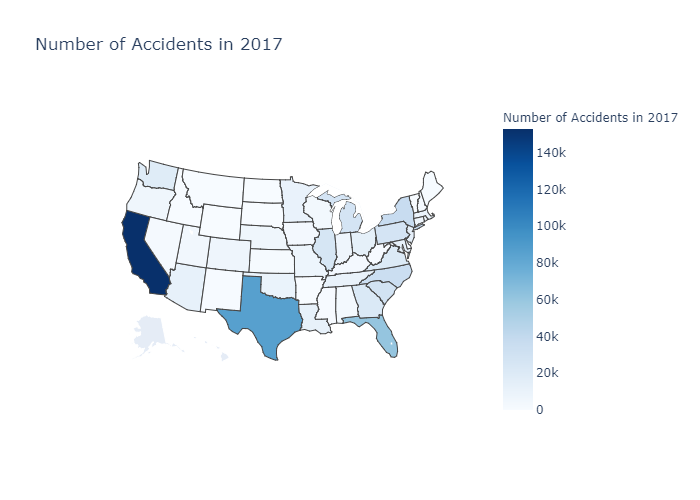 Number of Accidents in 2017
Number of Accidents in 2017
140k
120k
100k
80k
60k
40k
20k
0